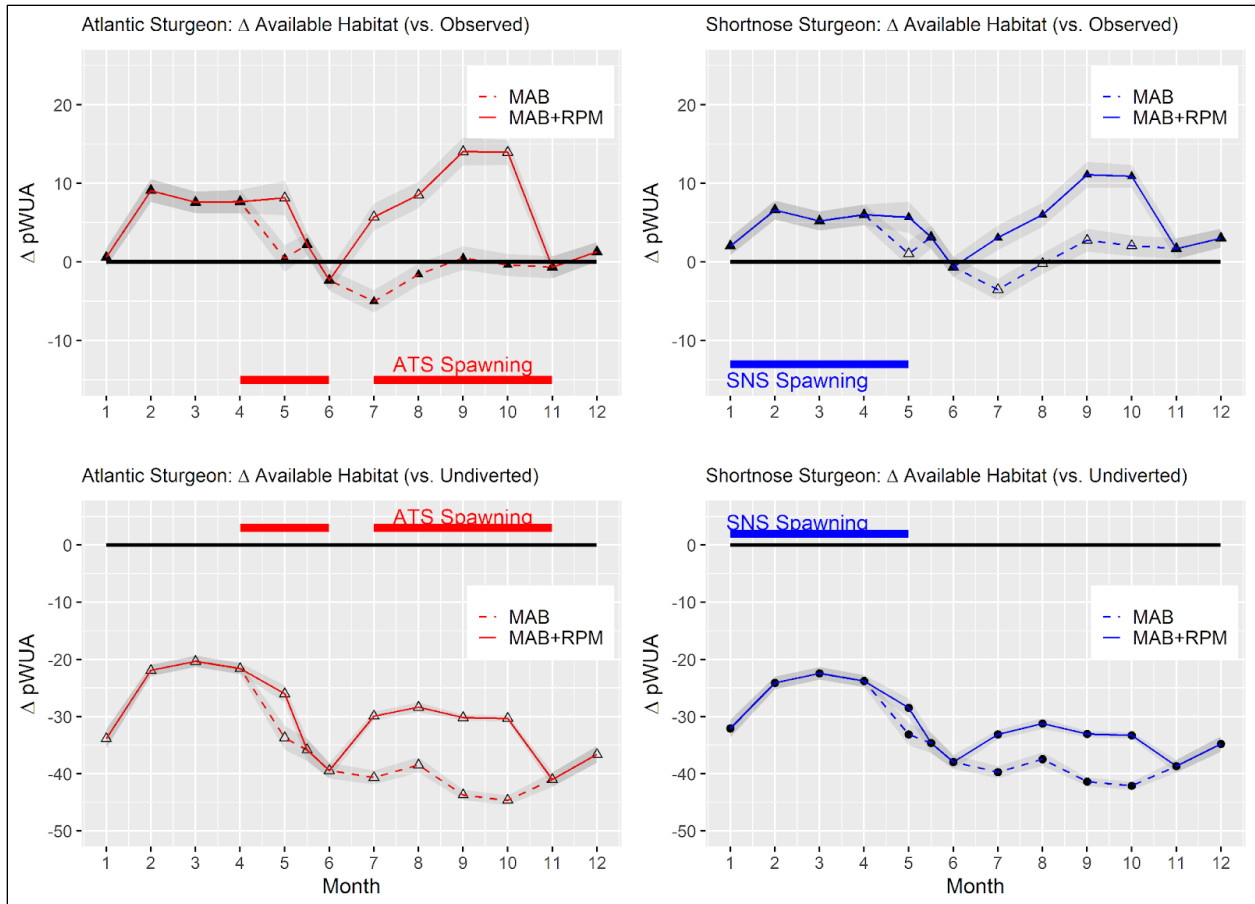 Atlantic Sturgeon: Δ Available Habitat (vs. Observed)
MAB
MAB+RPM
20
10
0
-10
Δ pWUA
ATS Spawning
1 2 3 4 5 6 7 8 9 10 11 12
Shortnose Sturgeon: Δ Available Habitat (vs. Observed)
MAB
MAB+RPM
20
10
0
-10
Δ pWUA
SNS Spawning
1 2 3 4 5 6 7 8 9 10 11 12
Atlantic Sturgeon: Δ Available Habitat (vs. Undiverted)
ATS Spawning
0
-10
-20
-30
-40
-50
Δ pWUA
MAB
MAB+RPM
1 2 3 4 5 6 7 8 9 10 11 12
Month
Shortnose Sturgeon: Δ Available Habitat (vs. Undiverted)
SNS Spawning
0
-10
-20
-30
-40
-50
Δ pWUA
MAB
MAB+RPM
1 2 3 4 5 6 7 8 9 10 11 12
Month